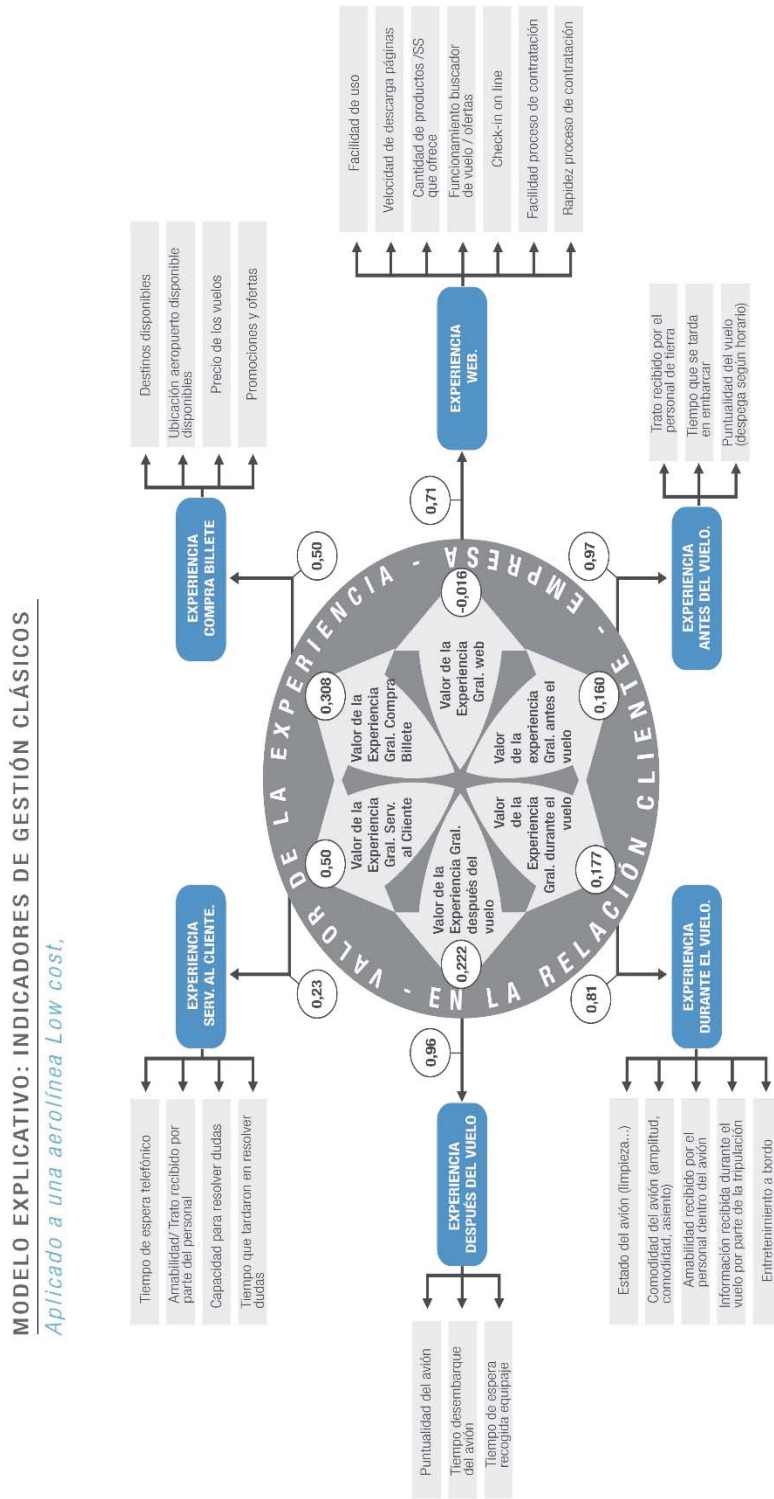 MODELO EXPLICATIVO: INDICADORES DE GESTIÓN CLÁSICOS
Aplicado a una aerolínea Low cost,
Tiempo de espera telefónico
Amabilidad/ Trato recibido por
parte del personal
Capacidad para resolver dudas
Tiempo que tardaron en resolver
dudas
EXPERIENCIA
SERV. AL CLIENTE.
0,23
EXPERIENCIA
COMPRA BILLETE
0,50
Destinos disponibles
Ubicación aeropuerto disponible
disponibles
Precio de los vuelos
Promociones y ofertas
Puntualidad del avión
Tiempo desembarque
del avión
Tiempo de espera
recogida equipaje
EXPERIENCIA
DESPUÉS DEL VUELO
0,96
VALOR DE LA EXPERIENCIA - EMPRESA
- EN LA RELACIÓN CLIENTE -
0,50
Valor de la
Experiencia
Gral. Serv.
al Cliente
0,308
Valor de la
Experiencia
Gral. Compra
Billete
0,222
Valor de la
Experiencia Gral.
después del
vuelo
-0,016
Valor de la
Experiencia
Gral. web
0,177
Valor
de la
Experiencia
Gral. durante el
vuelo
0,160
Valor
de la
experiencia
Gral. antes el
vuelo
0,71
EXPERIENCIA
WEB.
Facilidad de uso
Velocidad de descarga páginas
Cantidad de productos /SS
que ofrece
Funcionamiento buscador
de vuelo / ofertas
Check-in on line
Facilidad proceso de contratación
Rapidez proceso de contratación
Estado del avión (limpieza...)
Comodidad del avión (amplitud,
comodidad, asiento)
Amabilidad recibido por el
personal dentro del avión
Información recibida durante el
vuelo por parte de la tripulación
Entretenimiento a bordo
EXPERIENCIA
DURANTE EL VUELO.
0,81
0,97
EXPERIENCIA
ANTES DEL VUELO.
Trato recibido por el
personal de tierra
Tiempo que se tarda
en embarcar
Puntualidad del vuelo
(despega según horario)